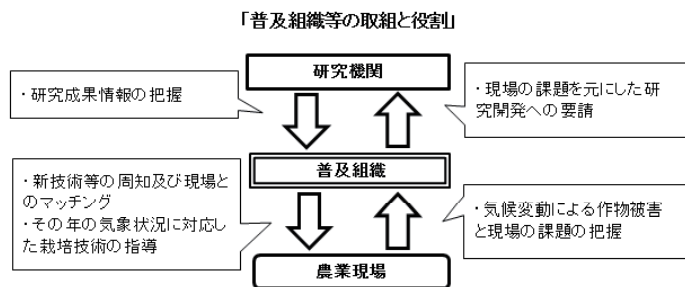 「普及組織等の取組と役割」
研究機関
・研究成果情報の把握
・現場の課題を元にした研
究開発への要請
普及組織
・新技術等の周知及び現場と
のマッチング
・その年の気象状況に対応し
た栽培技術の指導
・気候変動による作物被害
と現場の課題の把握
農業現場